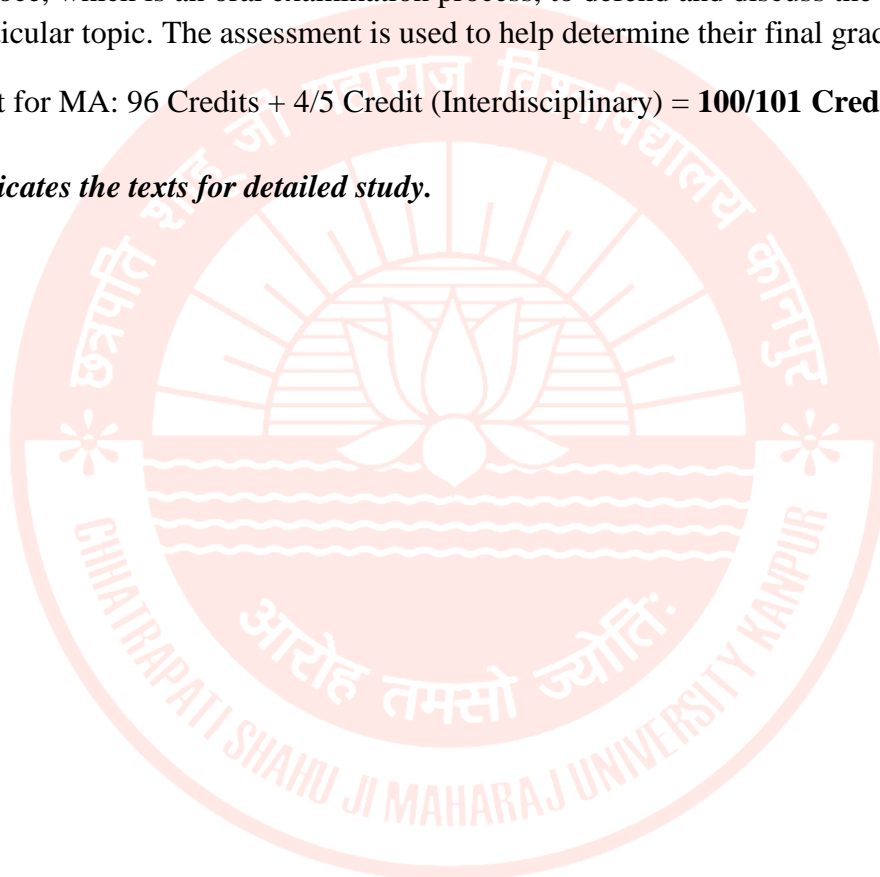 which is an oral examination process, to defend and discuss the
ticular topic. The assessment is used to help determine their final grad
t for MA: 96 Credits + 4/5 Credit (Interdisciplinary) = 100/101 Cred
icates the texts for detailed study.
छत्रपति शाहू जी महाराज विश्वविद्यालय कानपुर
आरोह तमसो ज्योतिः
CHHATRAPATI SHAHU JI MAHARAJ UNIVERSITY KANPUR